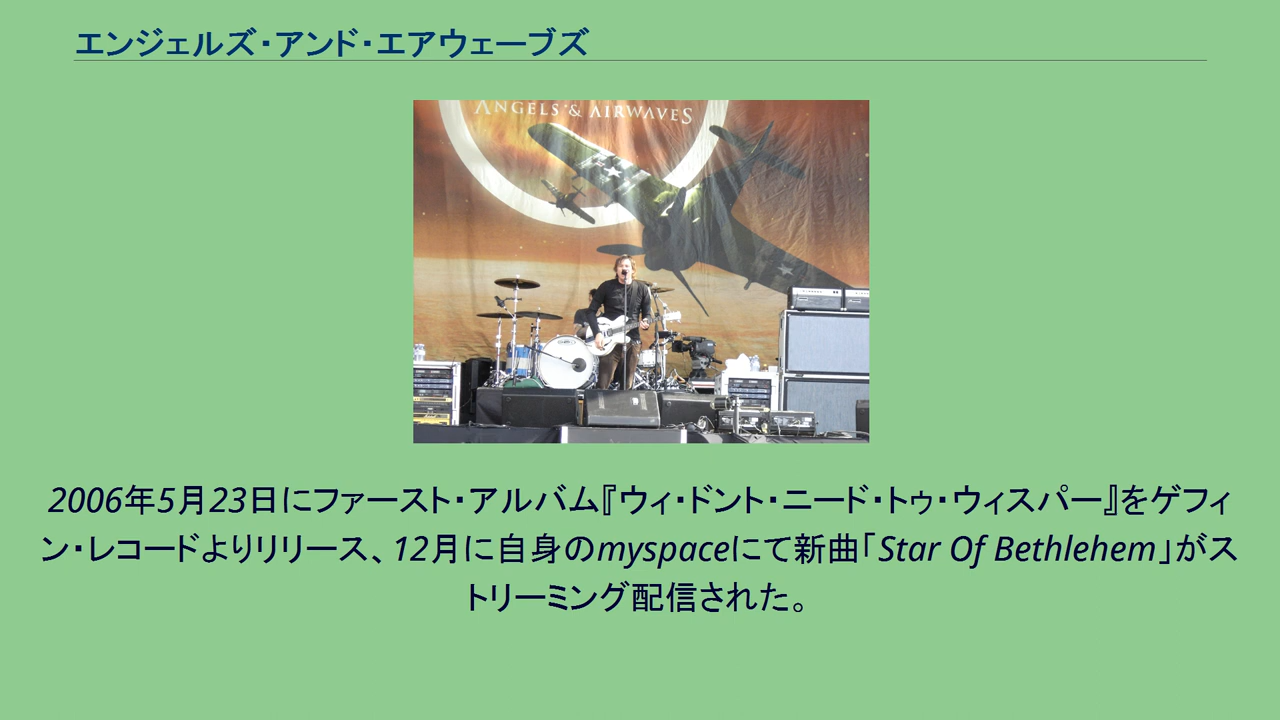 エンジェルズ・アンド・エアウェーブズ
ANGELS & AIRWAVES
2006年5月23日にファースト・アルバム『ウィ・ドント・ニード・トゥ・ウィスパー』をゲフィ
ン・レコードよりリリース、12月に自身のmyspaceにて新曲「Star Of Bethlehem」がス
トリーミング配信された。